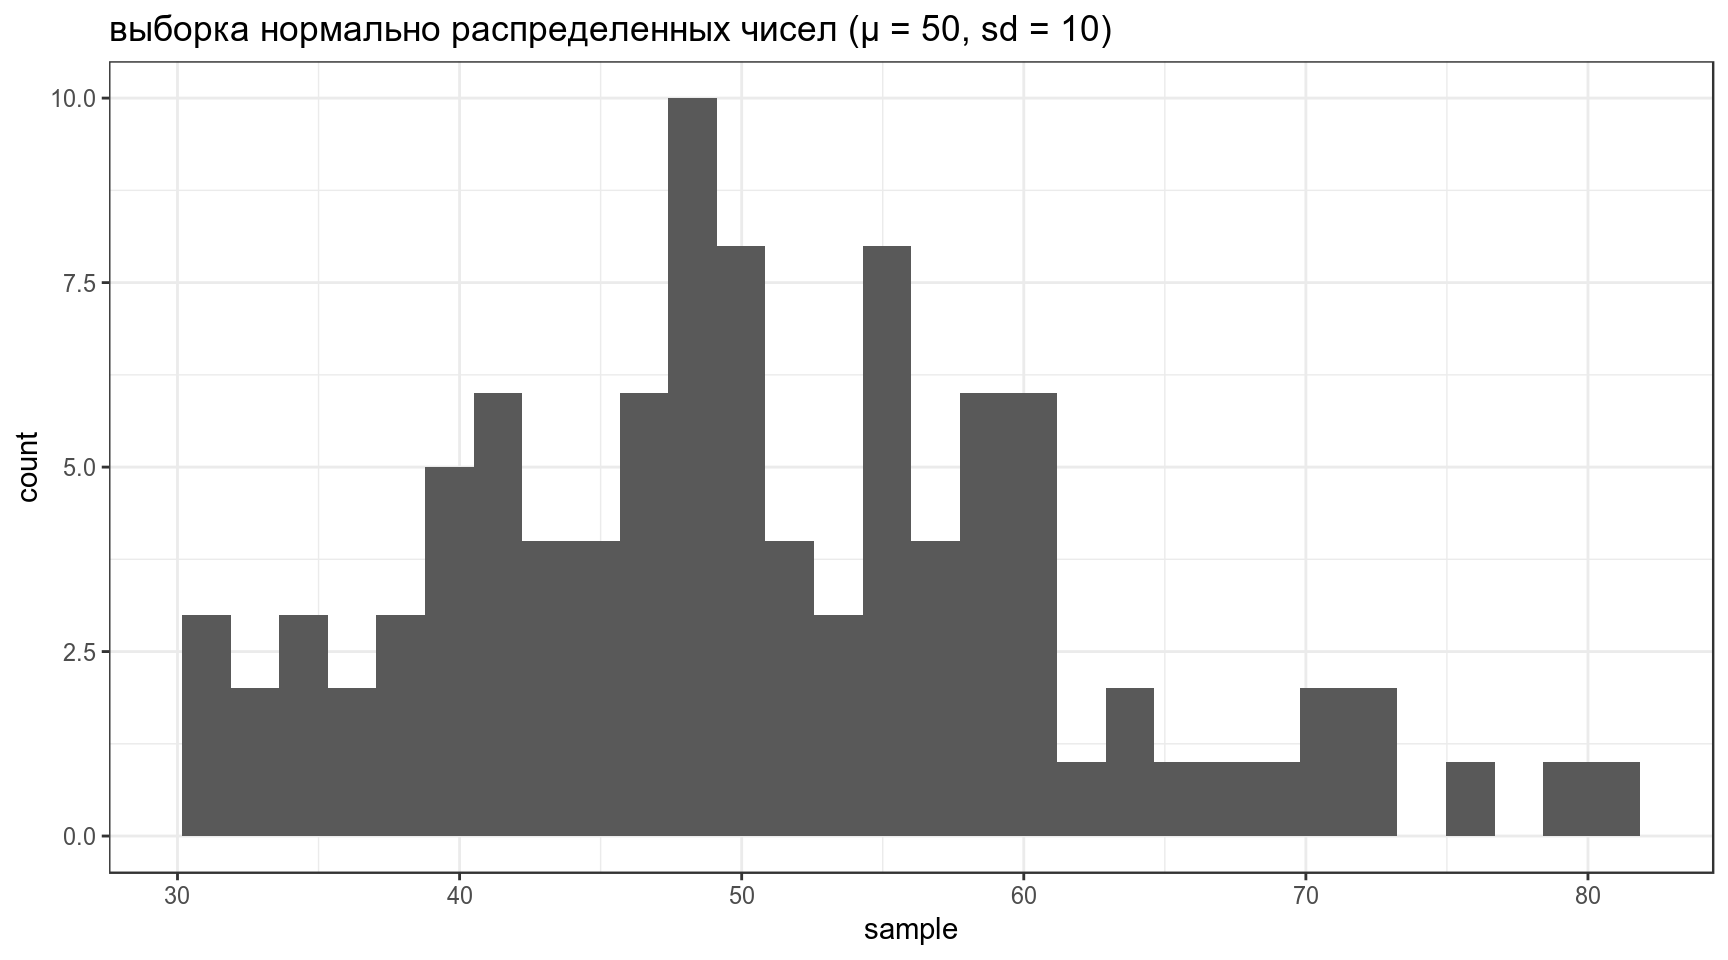 выборка нормально распределенных чисел (μ = 50, sd = 10)
10.0
7.5
5.0
2.5
0.0
count
30 40 50 60 70 80
sample